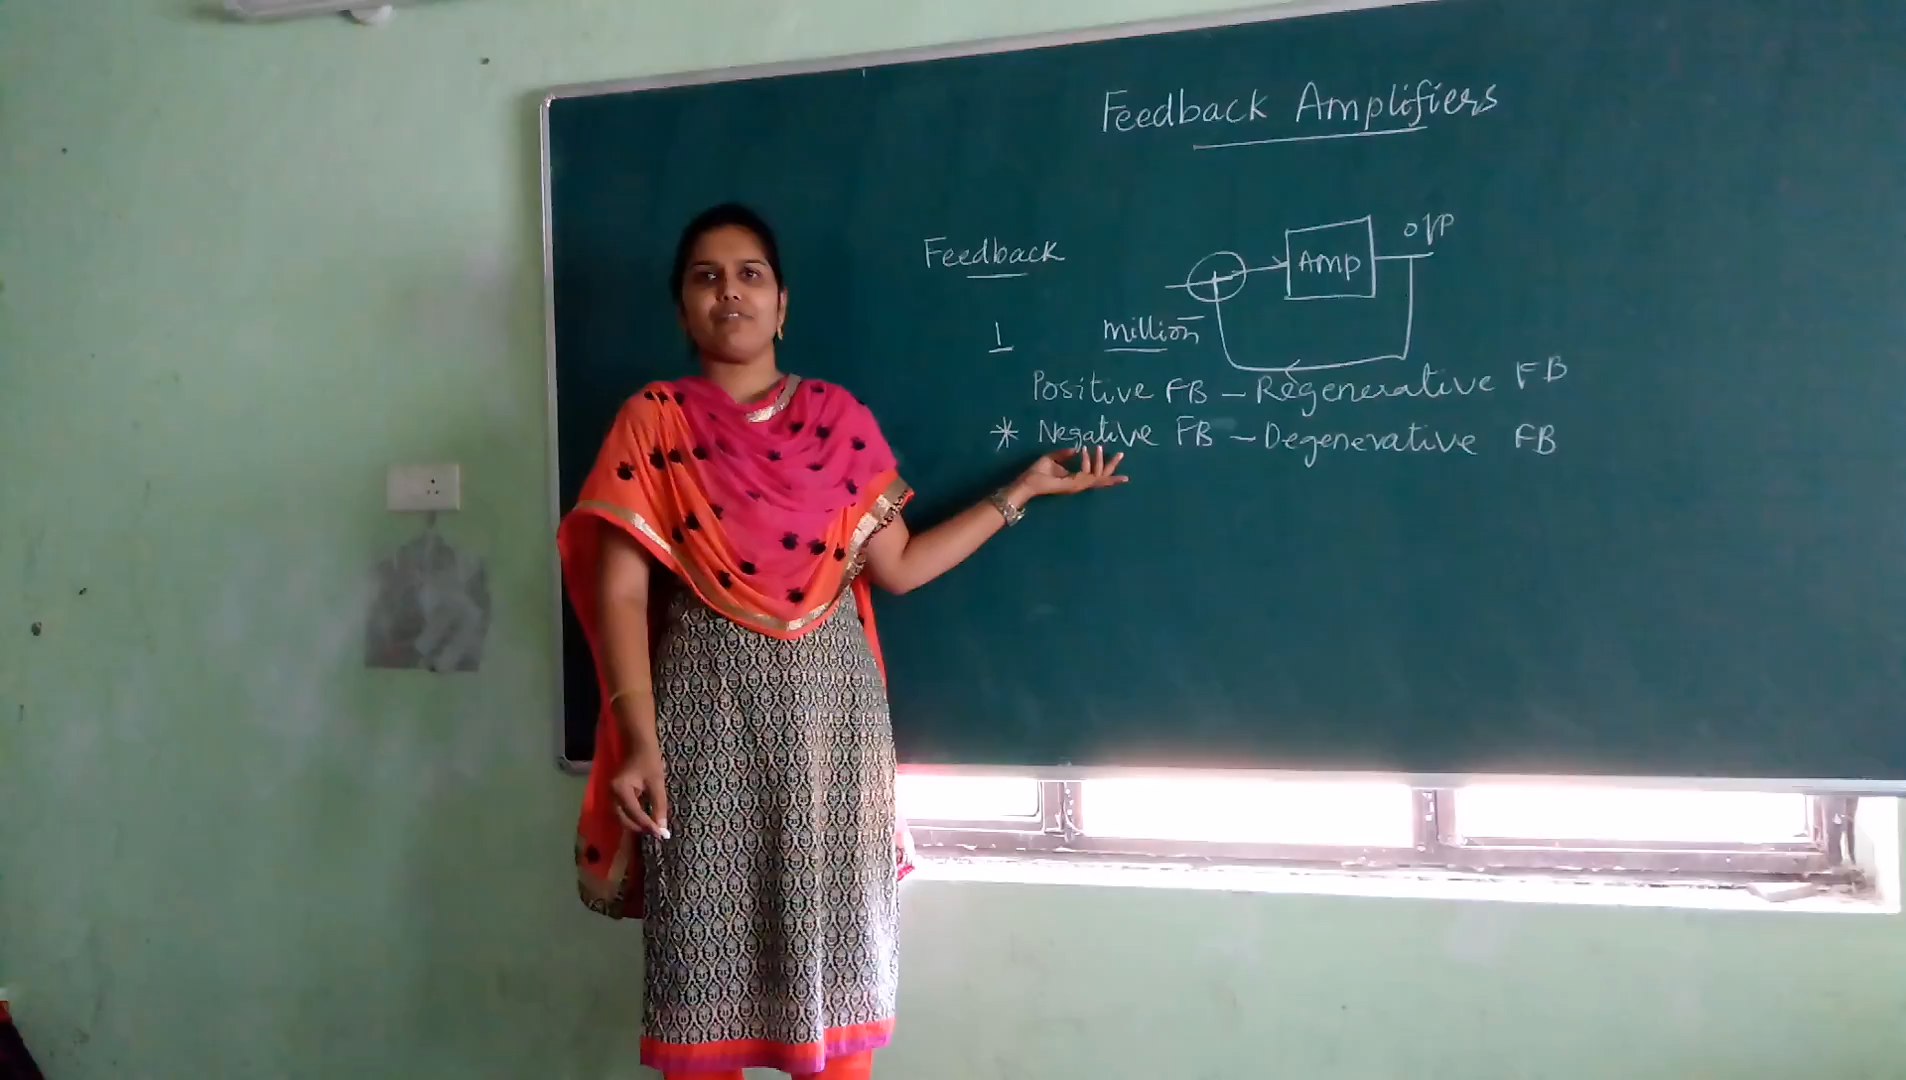 Feedback Amplifiers
Feedback
Amp
o/p
1 million
Positive FB – Regenerative FB
* Negative FB – Degenerative FB